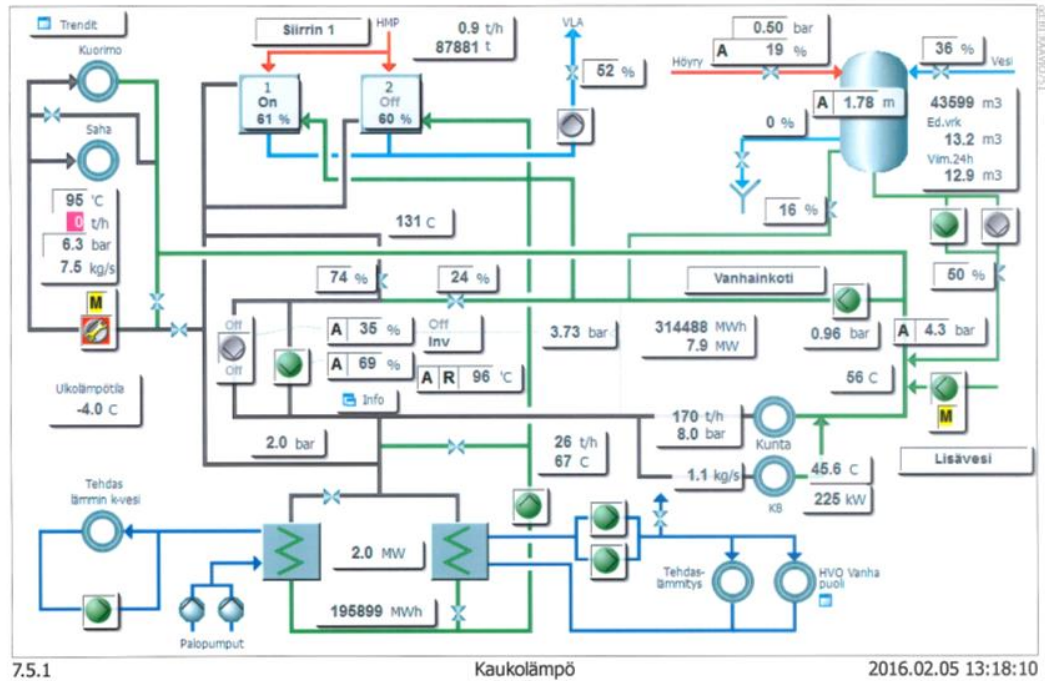 Trendit
Kuorimo
Siirrin 1
HMP
0.9 t/h
87881 t
VLA
52 %
0.50 bar
A 19 %
Höyry
36 %
Vesi
1
On
61 %
2
Off
60 %
A 1.78 m
43599 m3
Ed.vrk
13.2 m3
Viim.24h
12.9 m3
0 %
Saha
95 'C
0 t/h
6.3 bar
7.5 kg/s
M
131 C
16 %
50 %
74 %
24 %
Vanhainkoti
Off
Off
A 35 %
Off
Inv
A 69 %
A R 96 'C
Info
3.73 bar
314488 MWh
7.9 MW
0.96 bar
A 4.3 bar
56 C
M
Ulkolämpötila
-4.0 C
2.0 bar
26 t/h
67 C
170 t/h
8.0 bar
Kunta
1.1 kg/s
KB
45.6 C
225 kW
Lisävesi
Tehdas
lämmin k-vesi
2.0 MW
195899 MWh
Palopumput
Tehdas-
lämmitys
HVO Vanha
puoli
7.5.1
Kaukolämpö
2016.02.05 13:18:10